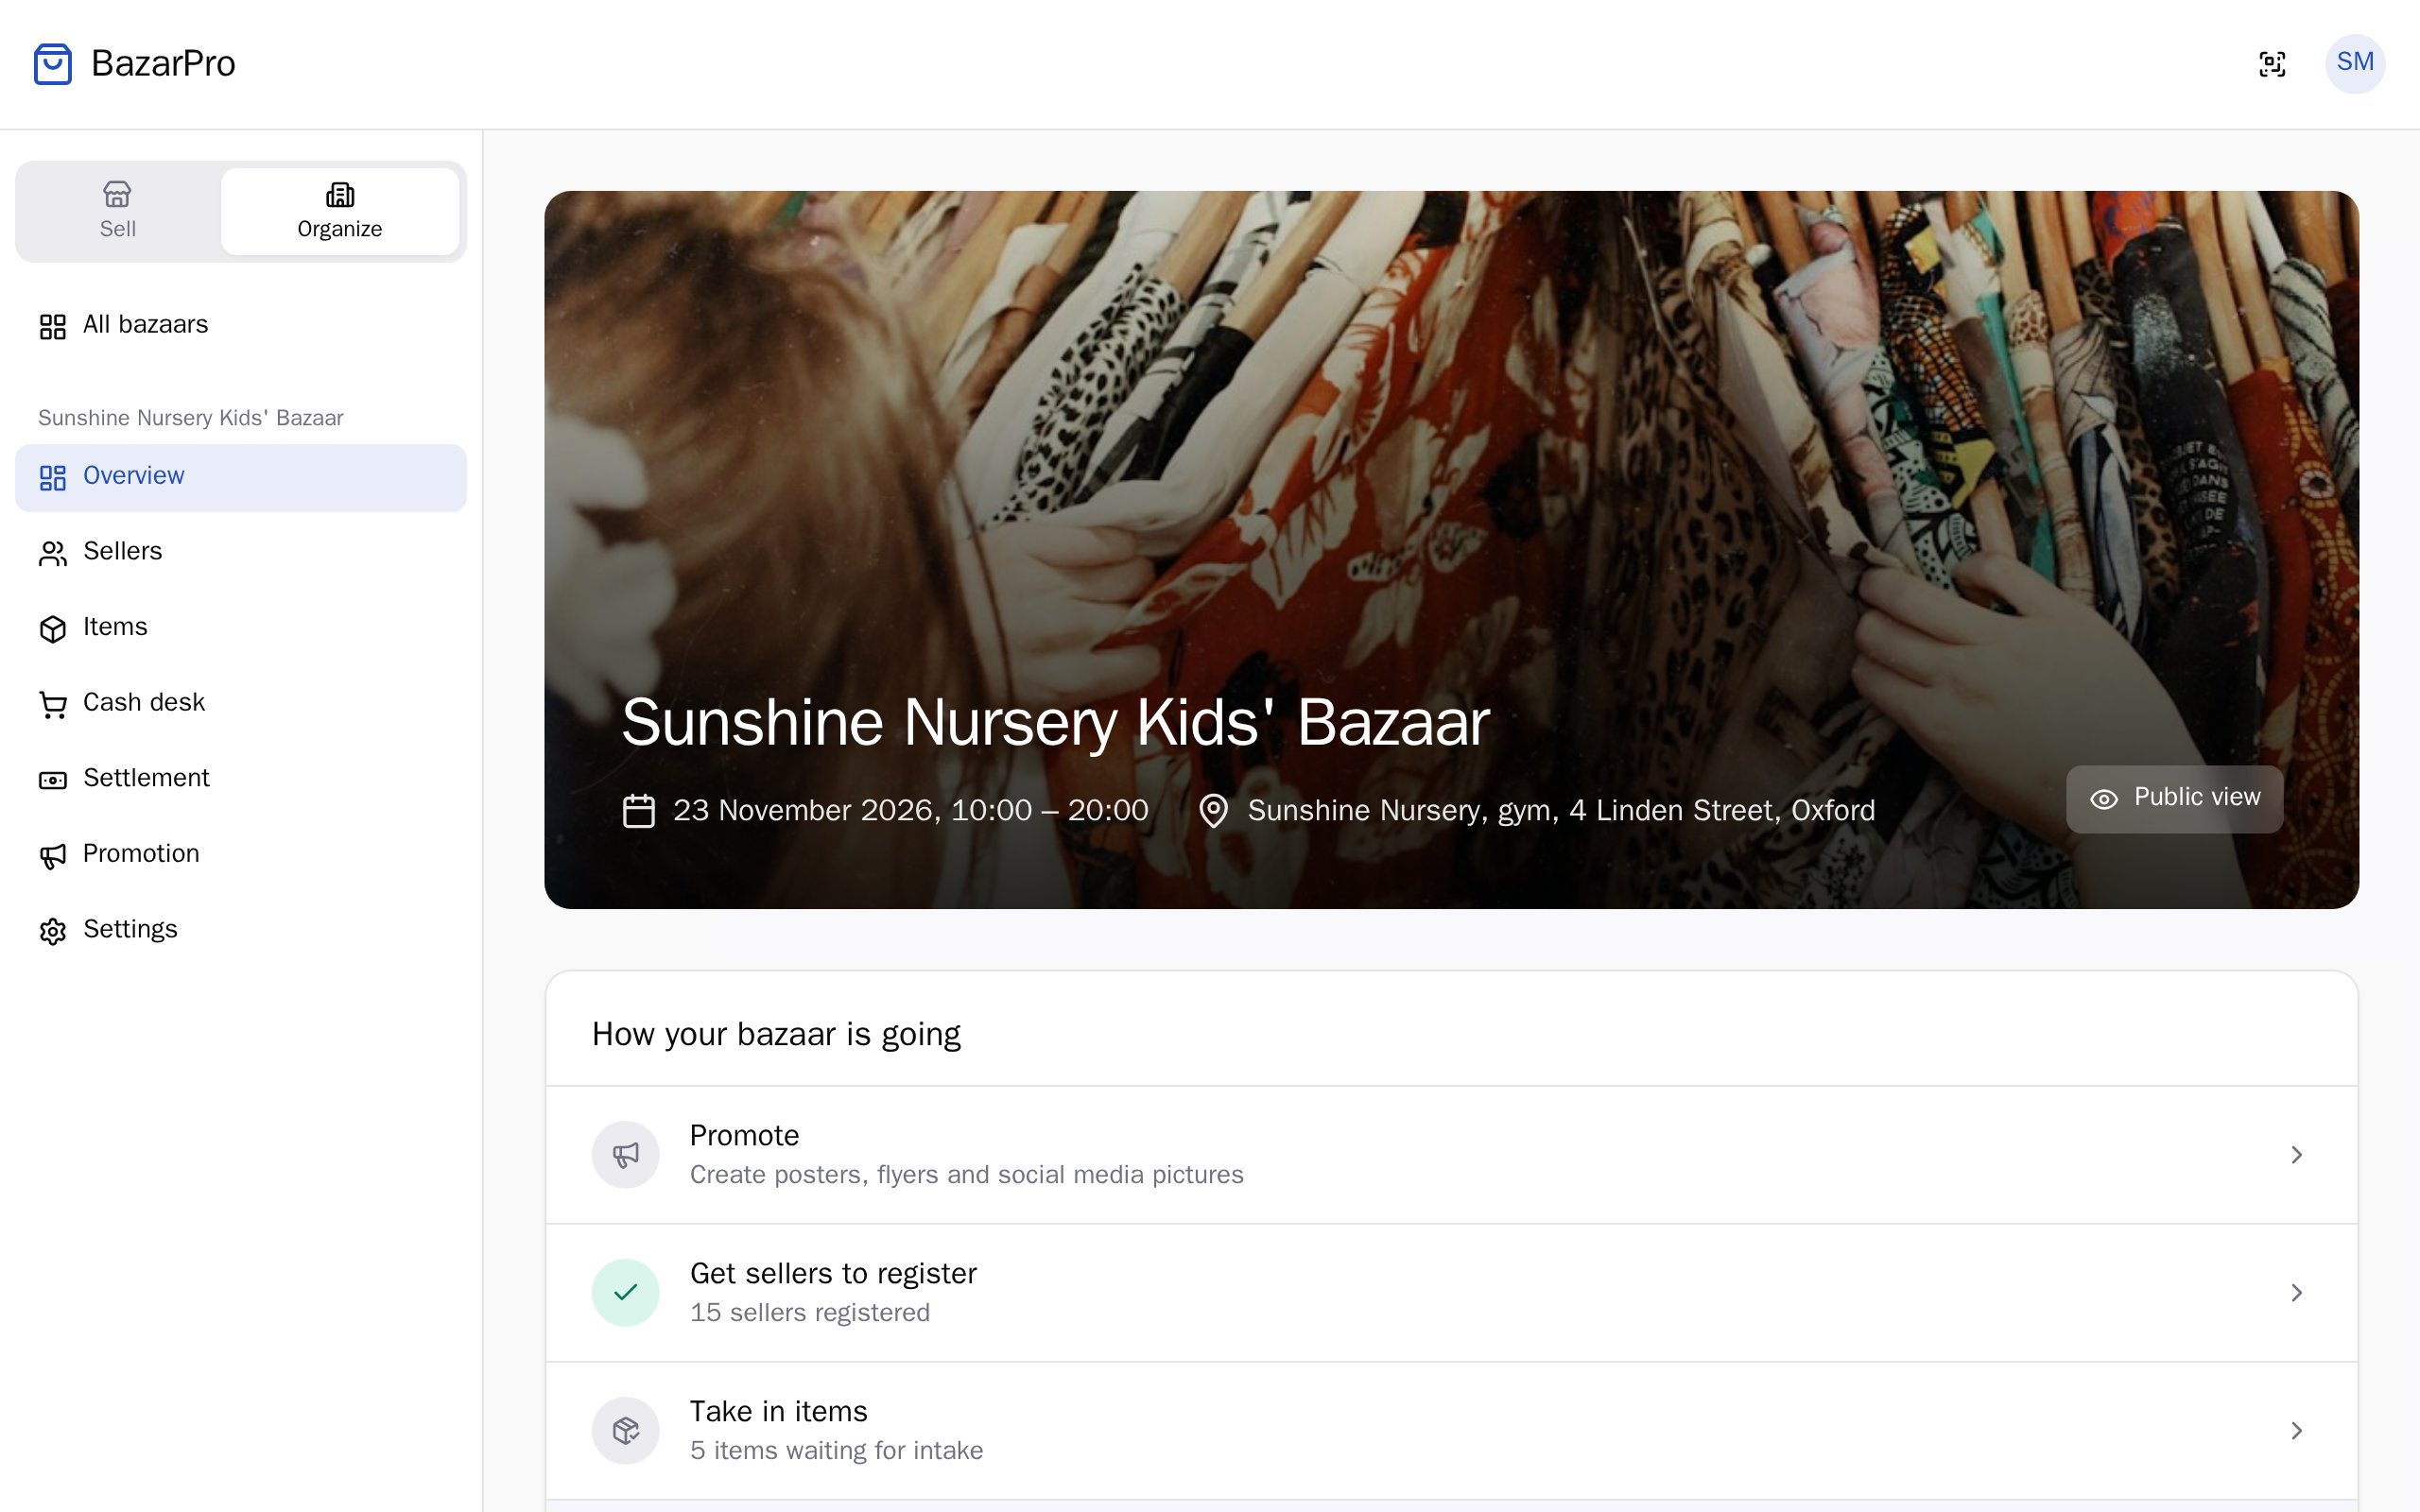 BazarPro
SM
Sell
Organize
All bazaars
Sunshine Nursery Kids' Bazaar
Overview
Sellers
Items
Cash desk
Settlement
Promotion
Settings
Sunshine Nursery Kids' Bazaar
23 November 2026, 10:00 – 20:00
Sunshine Nursery, gym, 4 Linden Street, Oxford
Public view
How your bazaar is going
Promote
Create posters, flyers and social media pictures
Get sellers to register
15 sellers registered
Take in items
5 items waiting for intake